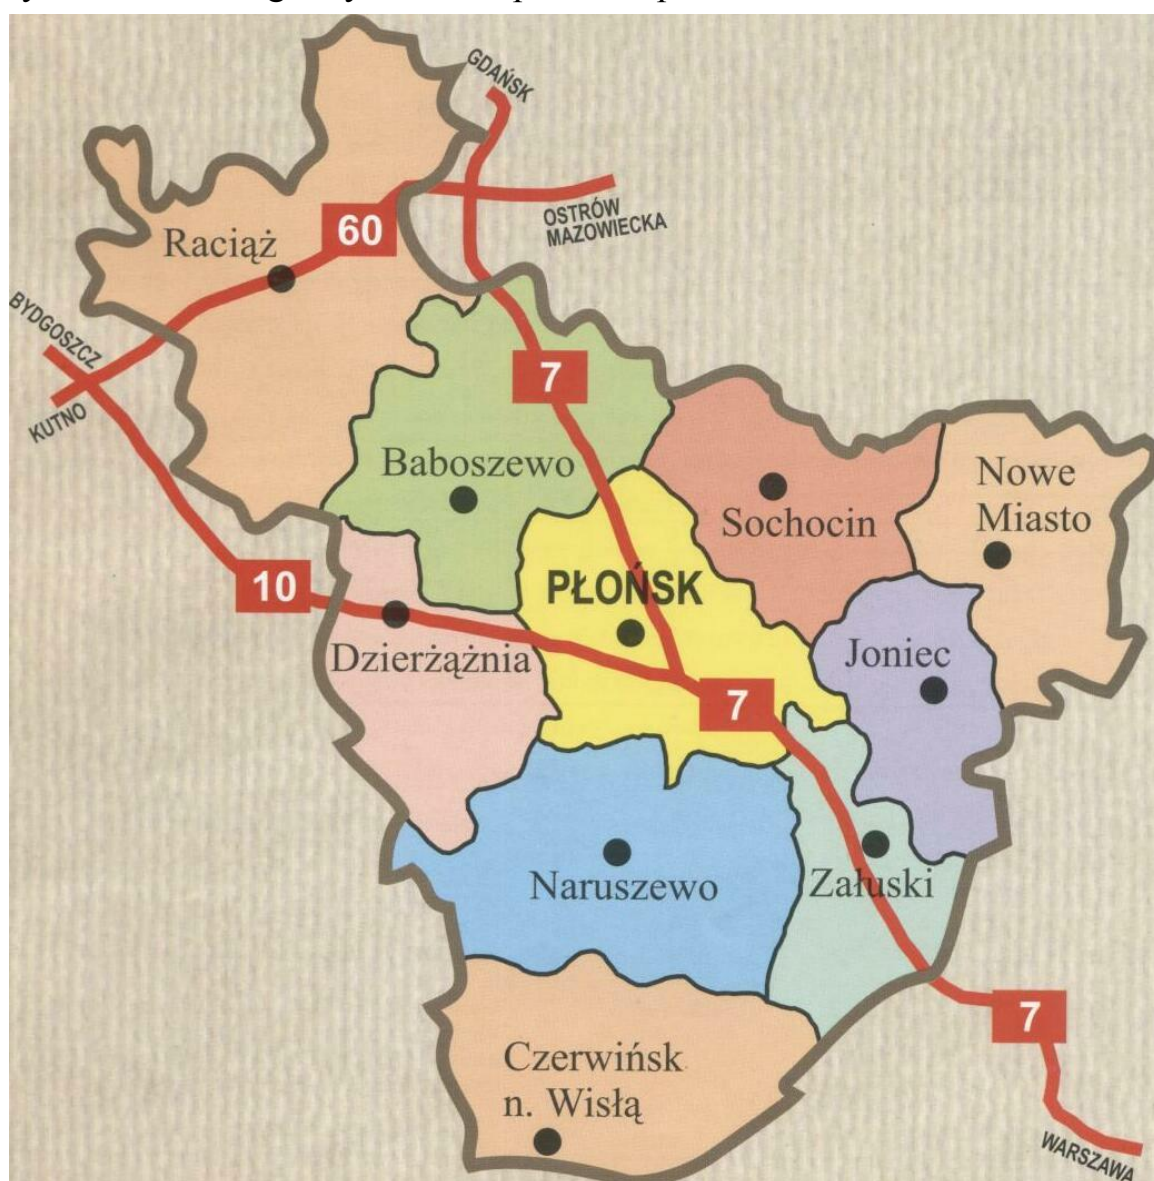 GDAŃSK
OSTRÓW
MAZOWIECKA
60
Raciąż
BYDGOSZCZ
KUTNO
7
Baboszewo
Nowe
Miasto
Sochocin
10
PŁOŃSK
Dzierżążnia
Joniec
7
Naruszewo
Załuski
7
Czerwińsk
n. Wisłą
WARSZAWA